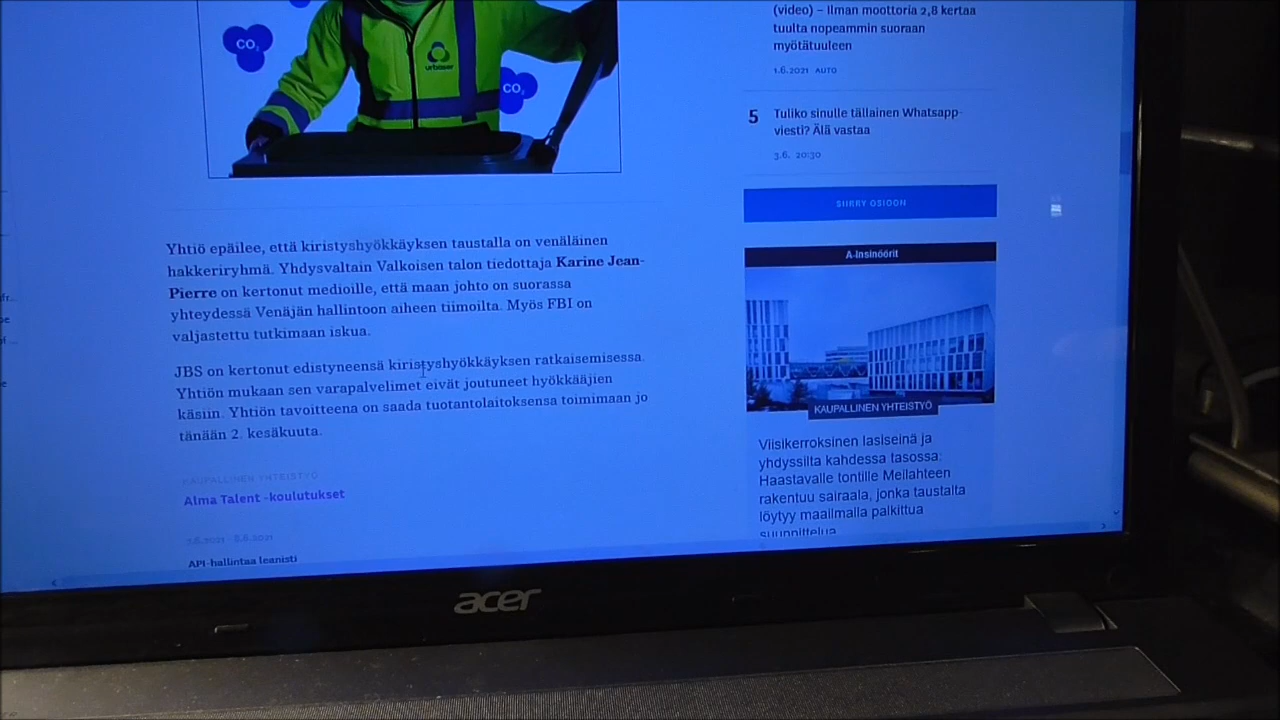 CO₂
urbaser
CO₂
Yhtiö epäilee, että kiristyshyökkäyksen taustalla on venäläinen
hakkeriryhmä. Yhdysvaltain Valkoisen talon tiedottaja Karine Jean-
Pierre on kertonut medioille, että maan johto on suorassa
yhteydessä Venäjän hallintoon aiheen tiimoilta. Myös FBI on
valjastettu tutkimaan iskua.
JBS on kertonut edistyneensä kiristyshyökkäyksen ratkaisemisessa.
Yhtiön mukaan sen varapalvelimet eivät joutuneet hyökkääjien
käsiin. Yhtiön tavoitteena on saada tuotantolaitoksensa toimimaan jo
tänään 2. kesäkuuta.
KAUPALLINEN YHTEISTYÖ
Alma Talent -koulutukset
API-hallintaa leanisti
(video) – Ilman moottoria 2,8 kertaa
tuulta nopeammin suoraan
myötätuuleen
1.6.2021 AUTO
5 Tuliko sinulle tällainen Whatsapp-
viesti? Älä vastaa
3.6. 20:30
SIIRRY OSIOON
A-Insinöörit
KAUPALLINEN YHTEISTYÖ
Viisikerroksinen lasiseinä ja
yhdyssilta kahdessa tasossa:
Haastavalle tontille Meilahteen
rakentuu sairaala, jonka taustalta
löytyy maailmalla palkittua
suunnittelua
acer